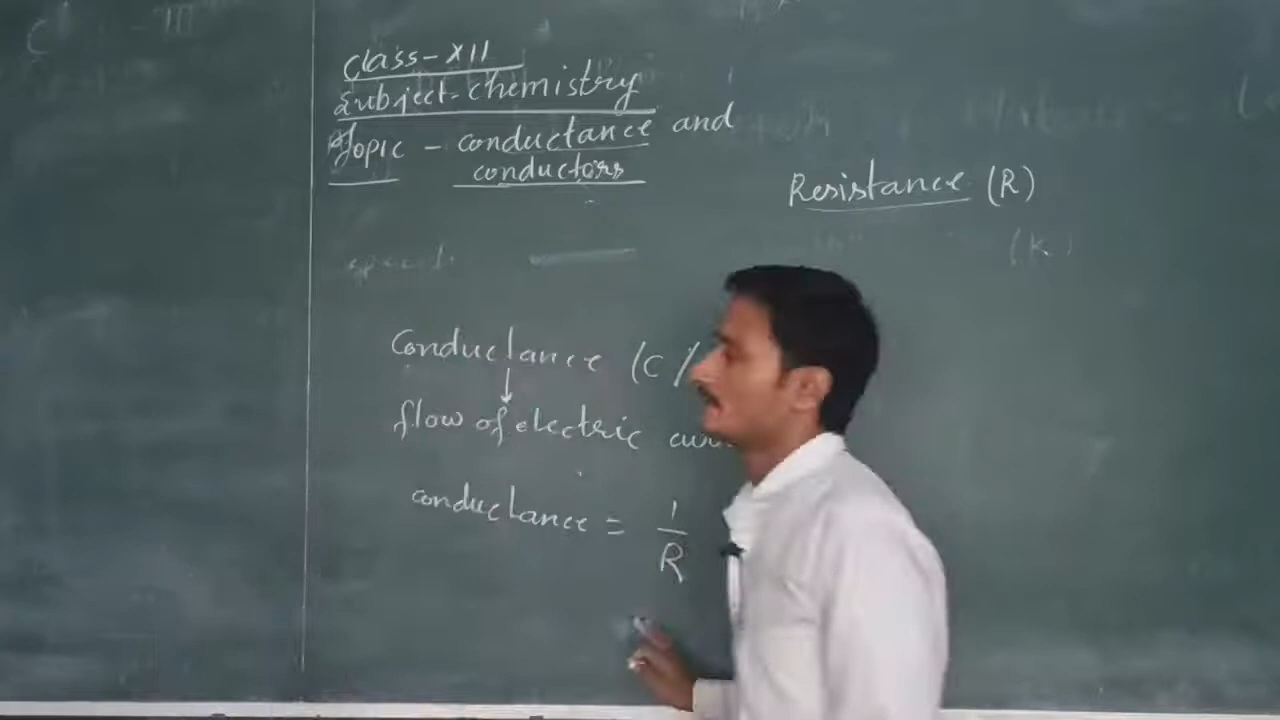 Class-XII
Subject-Chemistry
Topic - conductance and
conductors
Resistance (R)
(K)
Conductance (C/
↓
flow of electric
conductance = 1/R